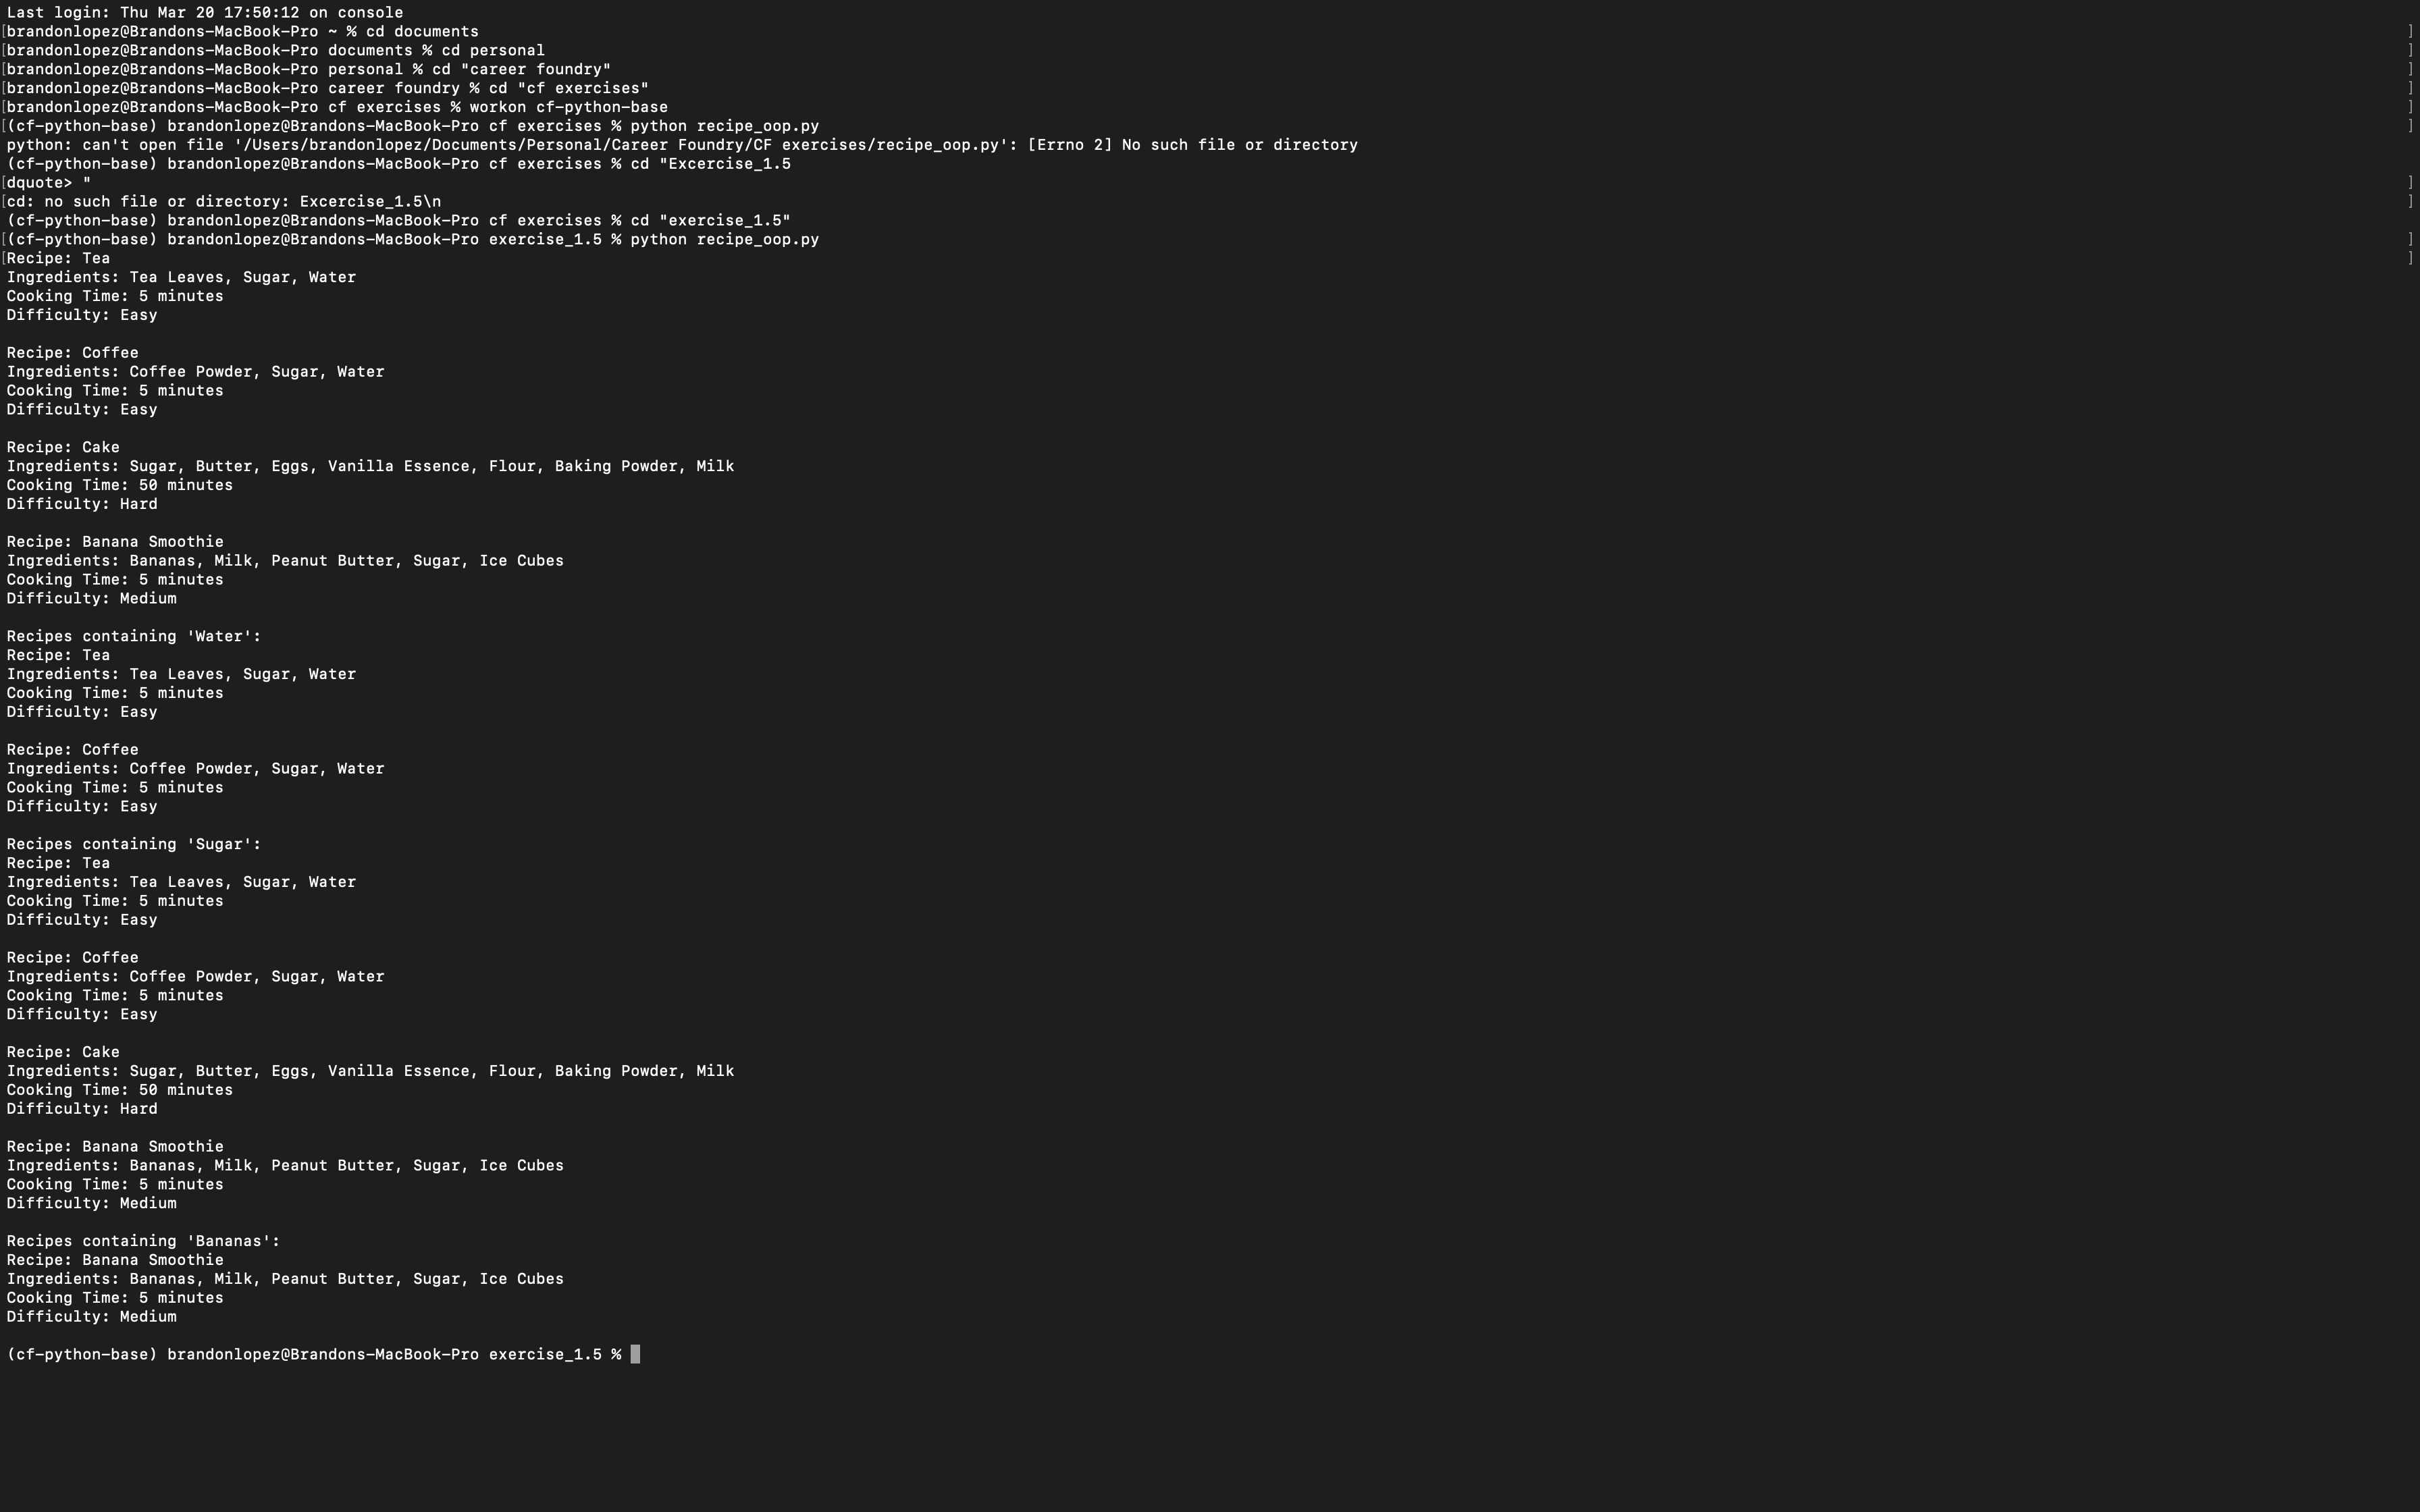 Last login: Thu Mar 20 17:50:12 on console
[brandonlopez@Brandons-MacBook-Pro ~ % cd documents ]
[brandonlopez@Brandons-MacBook-Pro documents % cd personal ]
[brandonlopez@Brandons-MacBook-Pro personal % cd "career foundry" ]
[brandonlopez@Brandons-MacBook-Pro career foundry % cd "cf exercises" ]
[brandonlopez@Brandons-MacBook-Pro cf exercises % workon cf-python-base ]
[(cf-python-base) brandonlopez@Brandons-MacBook-Pro cf exercises % python recipe_oop.py ]
python: can't open file '/Users/brandonlopez/Documents/Personal/Career Foundry/CF exercises/recipe_oop.py': [Errno 2] No such file or directory
(cf-python-base) brandonlopez@Brandons-MacBook-Pro cf exercises % cd "Excercise_1.5
[dquote> " ]
[cd: no such file or directory: Excercise_1.5\n ]
(cf-python-base) brandonlopez@Brandons-MacBook-Pro cf exercises % cd "exercise_1.5"
[(cf-python-base) brandonlopez@Brandons-MacBook-Pro exercise_1.5 % python recipe_oop.py ]
[Recipe: Tea ]
Ingredients: Tea Leaves, Sugar, Water
Cooking Time: 5 minutes
Difficulty: Easy

Recipe: Coffee
Ingredients: Coffee Powder, Sugar, Water
Cooking Time: 5 minutes
Difficulty: Easy

Recipe: Cake
Ingredients: Sugar, Butter, Eggs, Vanilla Essence, Flour, Baking Powder, Milk
Cooking Time: 50 minutes
Difficulty: Hard

Recipe: Banana Smoothie
Ingredients: Bananas, Milk, Peanut Butter, Sugar, Ice Cubes
Cooking Time: 5 minutes
Difficulty: Medium

Recipes containing 'Water':
Recipe: Tea
Ingredients: Tea Leaves, Sugar, Water
Cooking Time: 5 minutes
Difficulty: Easy

Recipe: Coffee
Ingredients: Coffee Powder, Sugar, Water
Cooking Time: 5 minutes
Difficulty: Easy

Recipes containing 'Sugar':
Recipe: Tea
Ingredients: Tea Leaves, Sugar, Water
Cooking Time: 5 minutes
Difficulty: Easy

Recipe: Coffee
Ingredients: Coffee Powder, Sugar, Water
Cooking Time: 5 minutes
Difficulty: Easy

Recipe: Cake
Ingredients: Sugar, Butter, Eggs, Vanilla Essence, Flour, Baking Powder, Milk
Cooking Time: 50 minutes
Difficulty: Hard

Recipe: Banana Smoothie
Ingredients: Bananas, Milk, Peanut Butter, Sugar, Ice Cubes
Cooking Time: 5 minutes
Difficulty: Medium

Recipes containing 'Bananas':
Recipe: Banana Smoothie
Ingredients: Bananas, Milk, Peanut Butter, Sugar, Ice Cubes
Cooking Time: 5 minutes
Difficulty: Medium

(cf-python-base) brandonlopez@Brandons-MacBook-Pro exercise_1.5 %